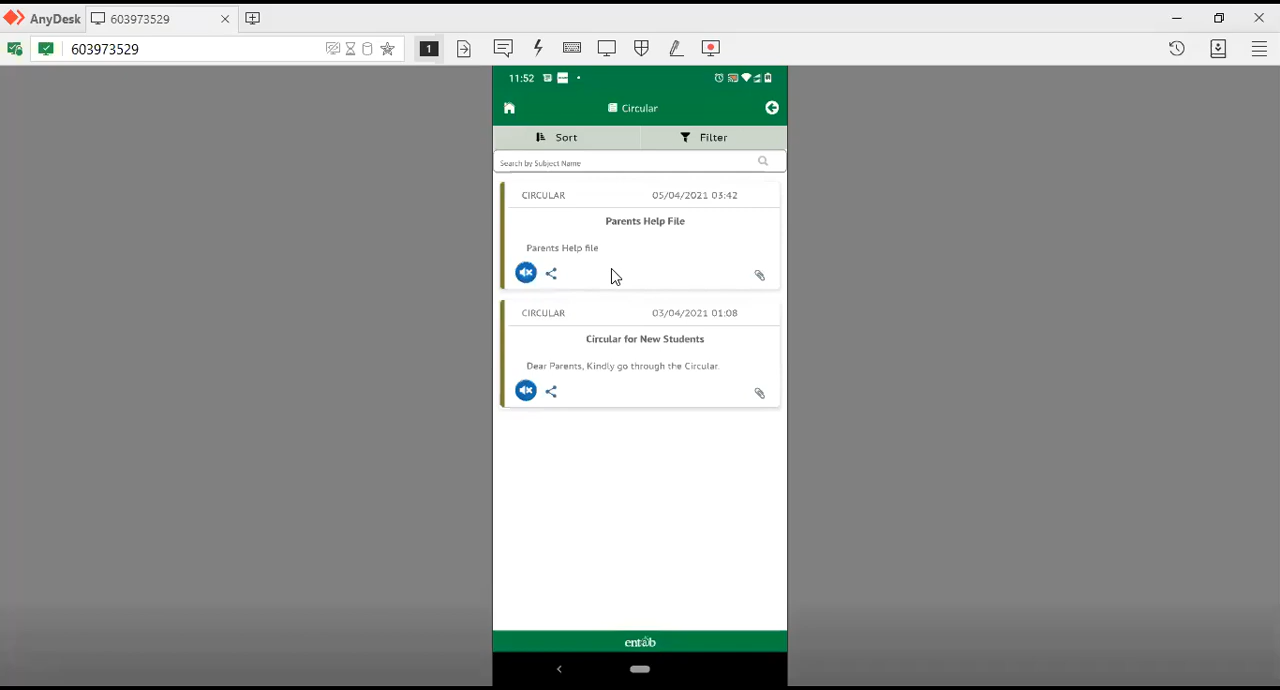 AnyDesk
603973529
603973529
1
11:52
Circular
Sort
Filter
Search by Subject Name
CIRCULAR
05/04/2021 03:42
Parents Help File
Parents Help file
CIRCULAR
03/04/2021 01:08
Circular for New Students
Dear Parents, Kindly go through the Circular.
entab